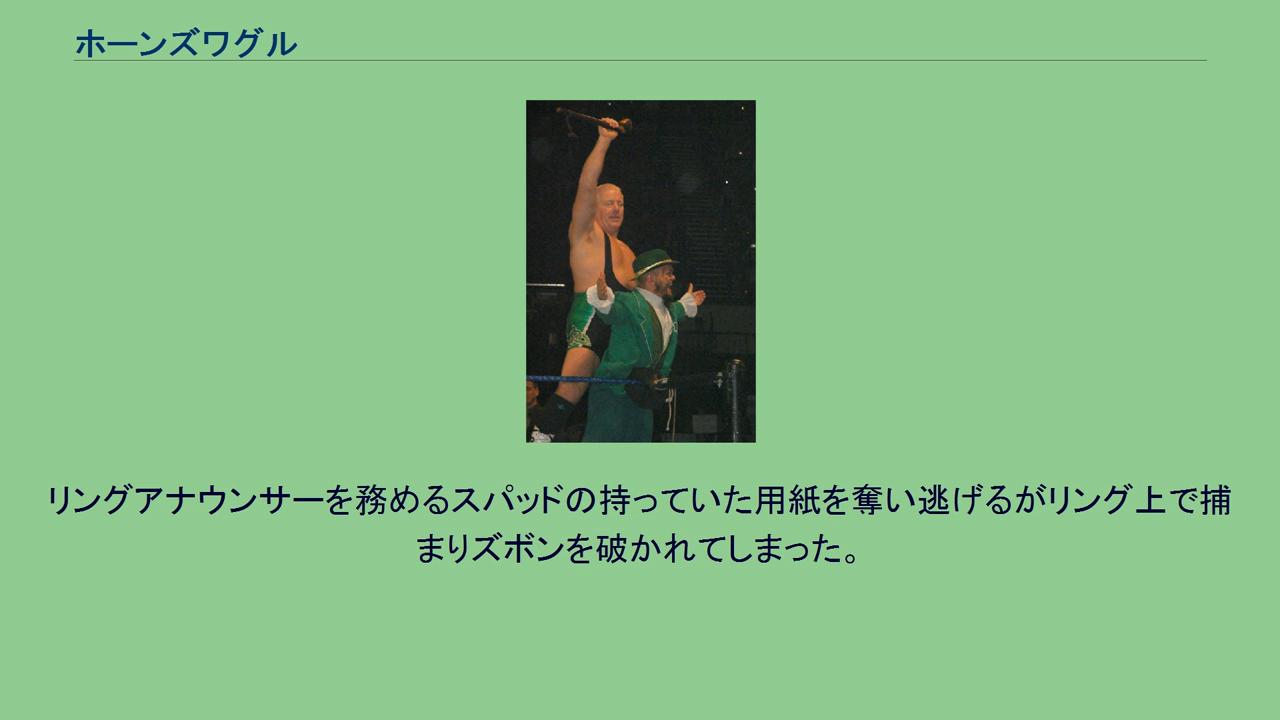 ホーンズワグル
リングアナウンサーを務めるスパッドの持っていた用紙を奪い逃げるがリング上で捕
まりズボンを破かれてしまった。